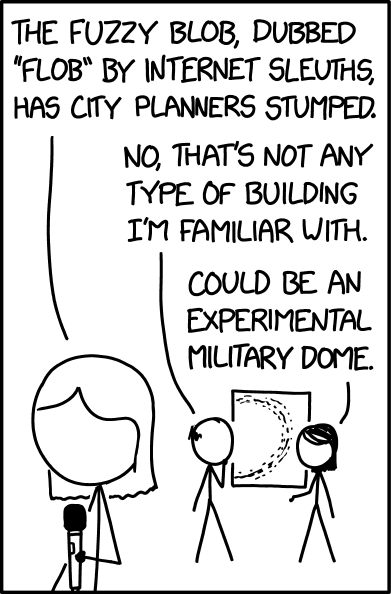 THE FUZZY BLOB, DUBBED
"FLOB" BY INTERNET SLEUTHS,
HAS CITY PLANNERS STUMPED.
NO, THAT'S NOT ANY
TYPE OF BUILDING
I'M FAMILIAR WITH.
COULD BE AN
EXPERIMENTAL
MILITARY DOME.